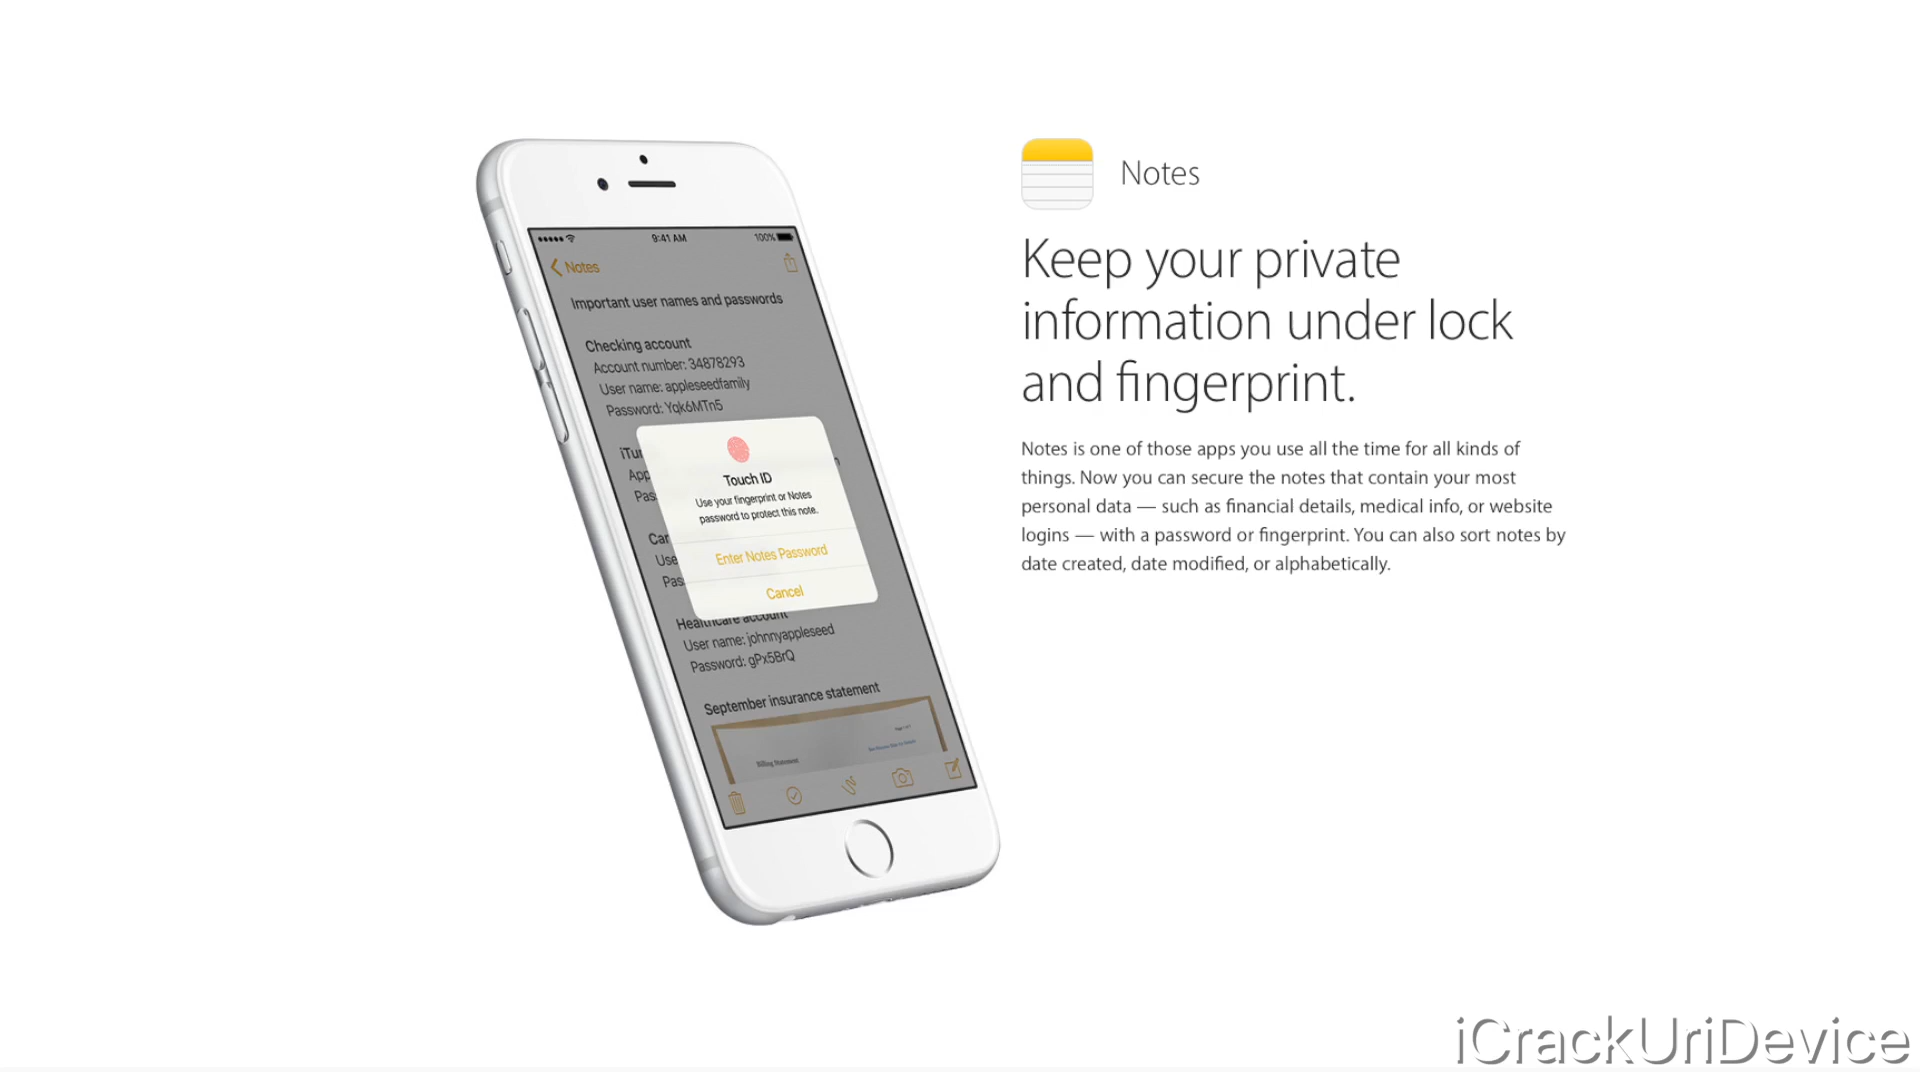 9:41 AM
100%
Notes
Important user names and passwords
Checking account
Account number: 34878293
User name: appleseedfamily
Password: Yqk6MTn5
Touch ID
Use your fingerprint or Notes
password to protect this note.
Enter Notes Password
Cancel
Healthcare account
User name: johnnyappleseed
Password: gPx5BrQ
September insurance statement
Billing Statement
Notes
Keep your private
information under lock
and fingerprint.
Notes is one of those apps you use all the time for all kinds of
things. Now you can secure the notes that contain your most
personal data — such as financial details, medical info, or website
logins — with a password or fingerprint. You can also sort notes by
date created, date modified, or alphabetically.
iCrackUriDevice